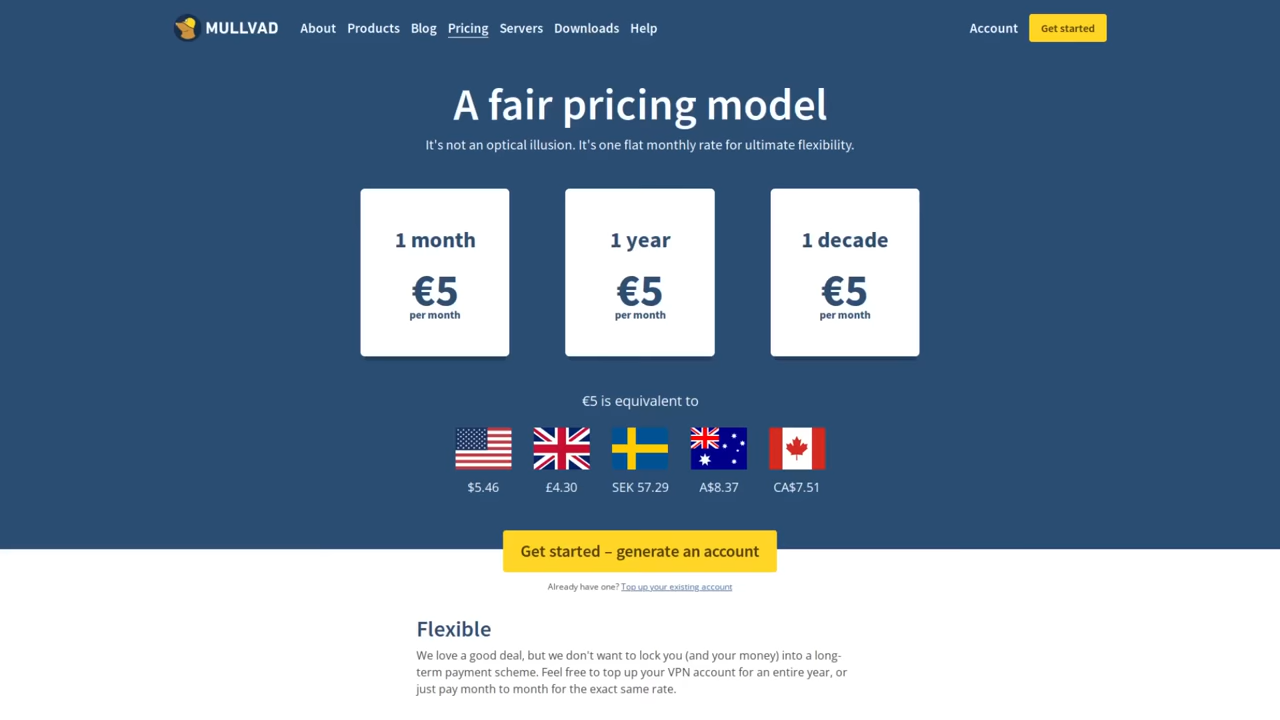 MULLVAD About Products Blog Pricing Servers Downloads Help Account Get started
A fair pricing model
It's not an optical illusion. It's one flat monthly rate for ultimate flexibility.
1 month
€5
per month
1 year
€5
per month
1 decade
€5
per month
€5 is equivalent to
$5.46 £4.30 SEK 57.29 A$8.37 CA$7.51
Get started – generate an account
Already have one? Top up your existing account
Flexible
We love a good deal, but we don't want to lock you (and your money) into a long-
term payment scheme. Feel free to top up your VPN account for an entire year, or
just pay month to month for the exact same rate.